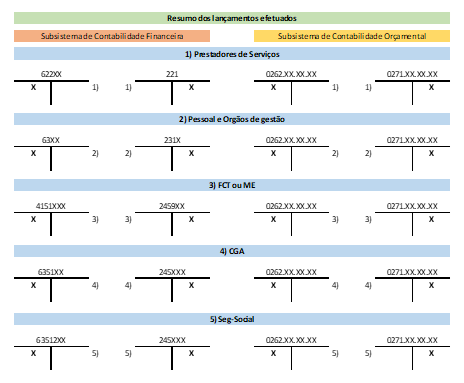 Resumo dos lançamentos efetuados
Subsistema de Contabilidade Financeira Subsistema de Contabilidade Orçamental
1) Prestadores de Serviços
622XX 221 0262.XX.XX.XX 0271.XX.XX.XX
X 1) 1) X X 1) 1) X
2) Pessoal e Orgãos de gestão
63XX 231X 0262.XX.XX.XX 0271.XX.XX.XX
X 2) 2) X X 2) 2) X
3) FCT ou ME
4151XXX 2459XX 0262.XX.XX.XX 0271.XX.XX.XX
X 3) 3) X X 3) 3) X
4) CGA
6351XX 245XXX 0262.XX.XX.XX 0271.XX.XX.XX
X 4) 4) X X 4) 4) X
5) Seg-Social
63512XX 245XXX 0262.XX.XX.XX 0271.XX.XX.XX
X 5) 5) X X 5) 5) X